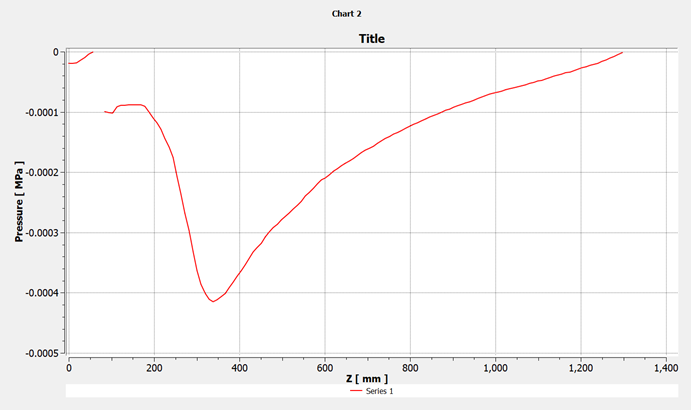 Chart 2
Title
0
-0.0001
-0.0002
-0.0003
-0.0004
-0.0005
Pressure [ MPa ]
0 200 400 600 800 1,000 1,200 1,400
Z [ mm ]
Series 1